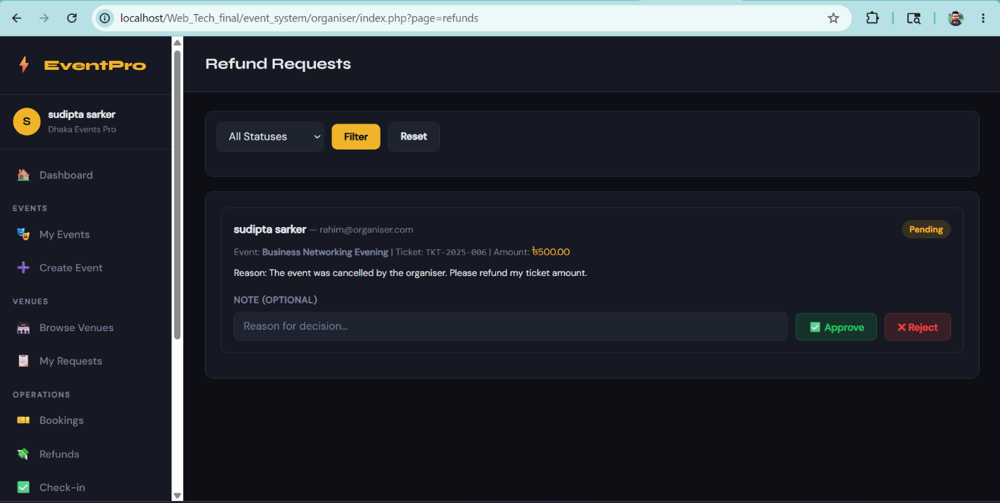 localhost/Web_Tech_final/event_system/organiser/index.php?page=refunds
EventPro
S
sudipta sarker
Dhaka Events Pro
Dashboard
EVENTS
My Events
Create Event
VENUES
Browse Venues
My Requests
OPERATIONS
Bookings
Refunds
Check-in
Refund Requests
All Statuses
Filter
Reset
sudipta sarker — rahim@organiser.com
Pending
Event: Business Networking Evening | Ticket: TKT-2025-006 | Amount: ৳500.00
Reason: The event was cancelled by the organiser. Please refund my ticket amount.
NOTE (OPTIONAL)
Reason for decision...
✅ Approve
❌ Reject